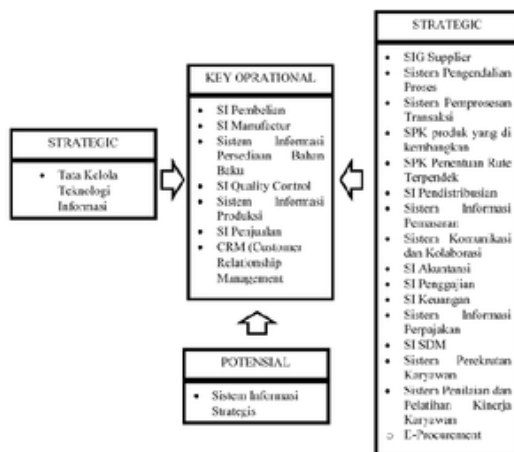 STRATEGIC
• Tata Kelola
Teknologi
Informasi
KEY OPRATIONAL
• SI Pembelian
• SI Manufactur
• Sistem Informasi
Persediaan Bahan
Baku
• SI Quality Control
• Sistem Informasi
Produksi
• SI Penjualan
• CRM (Customer
Relationship
Management
POTENSIAL
• Sistem Informasi
Strategis
STRATEGIC
• SIG Supplier
• Sistem Pengendalian
Proses
• Sistem Pemprosesan
Transaksi
• SPK produk yang di
kembangkan
• SPK Penentuan Rute
Terpendek
• SI Pendistribusian
• Sistem Informasi
Pemasaran
• Sistem Komunikasi
dan Kolaborasi
• SI Akuntansi
• SI Penggajian
• SI Keuangan
• Sistem Informasi
Perpajakan
• SI SDM
• Sistem Perekrutan
Karyawan
• Sistem Penilaian dan
Pelatihan Kinerja
Karyawan
o E-Procurement